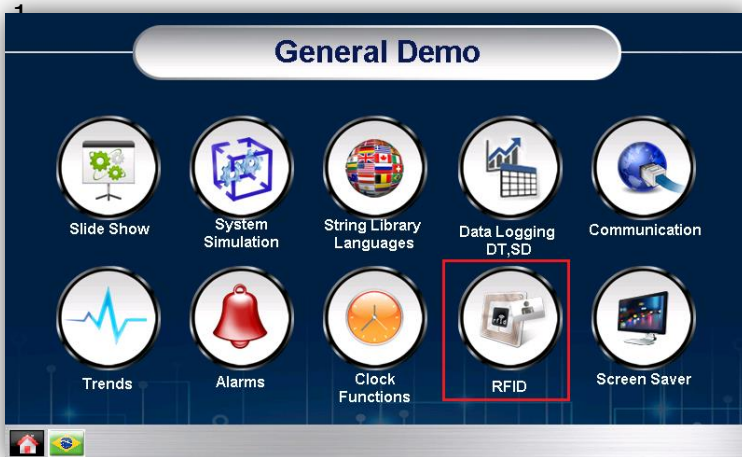 1
General Demo
Slide Show
System
Simulation
String Library
Languages
Data Logging
DT,SD
Communication
Trends
Alarms
Clock
Functions
rfid
RFID
Screen Saver